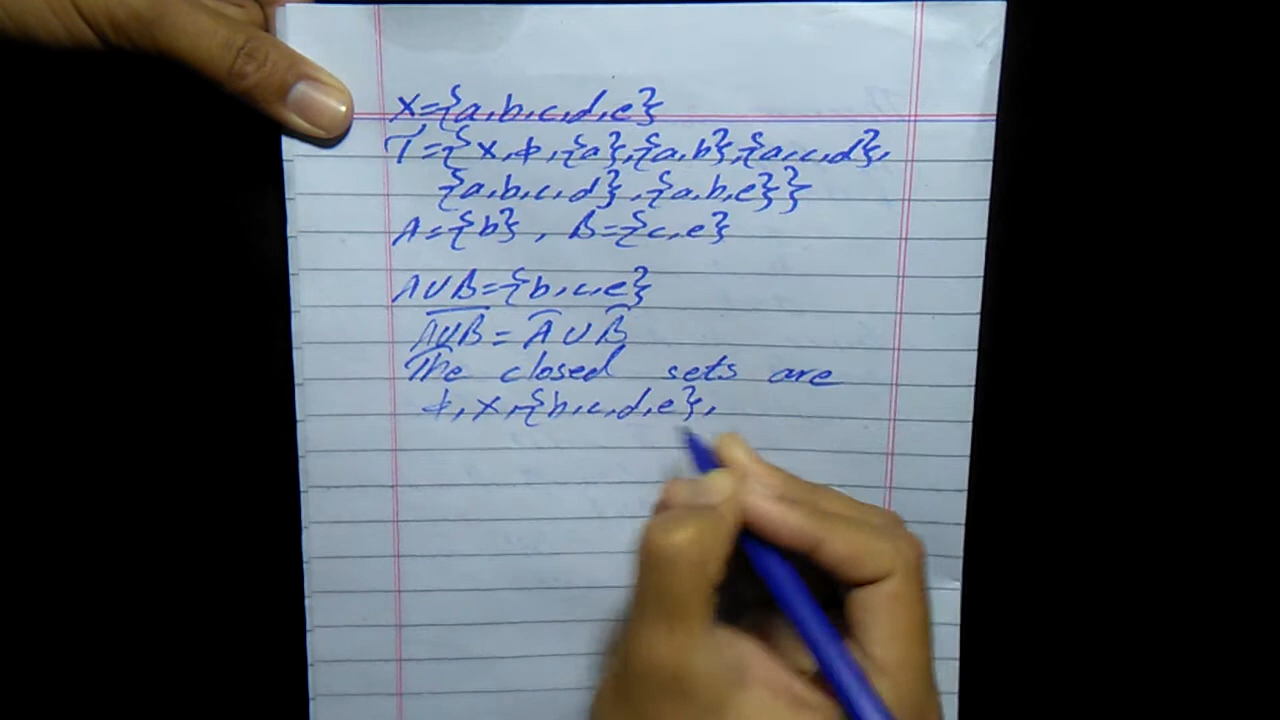 X={a,b,c,d,e}
T={X,ϕ,{a},{a,b},{a,c,d},
{a,b,c,d},{a,b,e}}
A={b}, B={c,e}
A∪B={b,c,e}
A̅∪̅B̅ = A̅ ∪ B̅
The closed sets are
ϕ, X, {b,c,d,e},